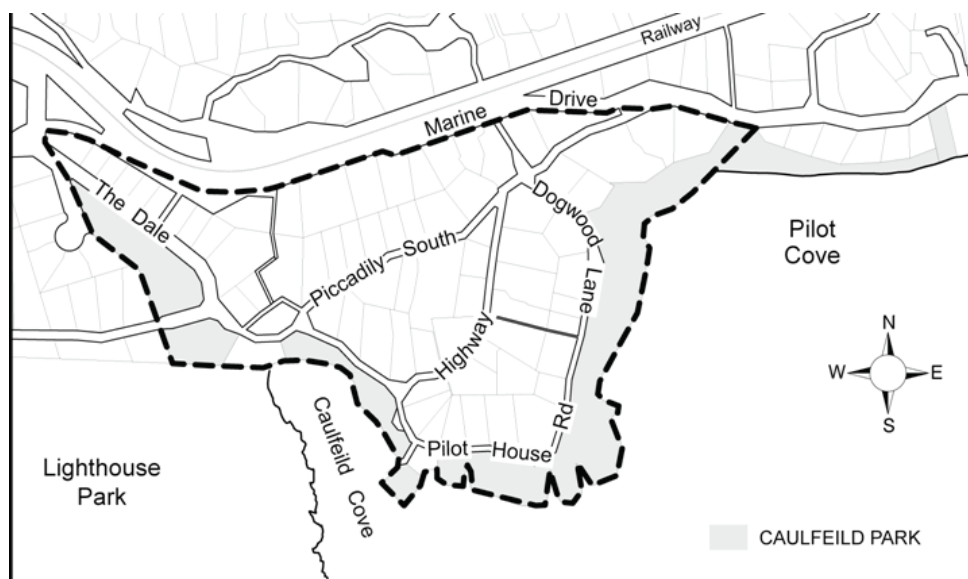 Railway
Marine Drive
The Dale
Dogwood Lane
Piccadily South
Pilot
Cove
Highway
N
W E
S
Caulfeild Cove
Pilot House Rd
Lighthouse
Park
CAULFEILD PARK